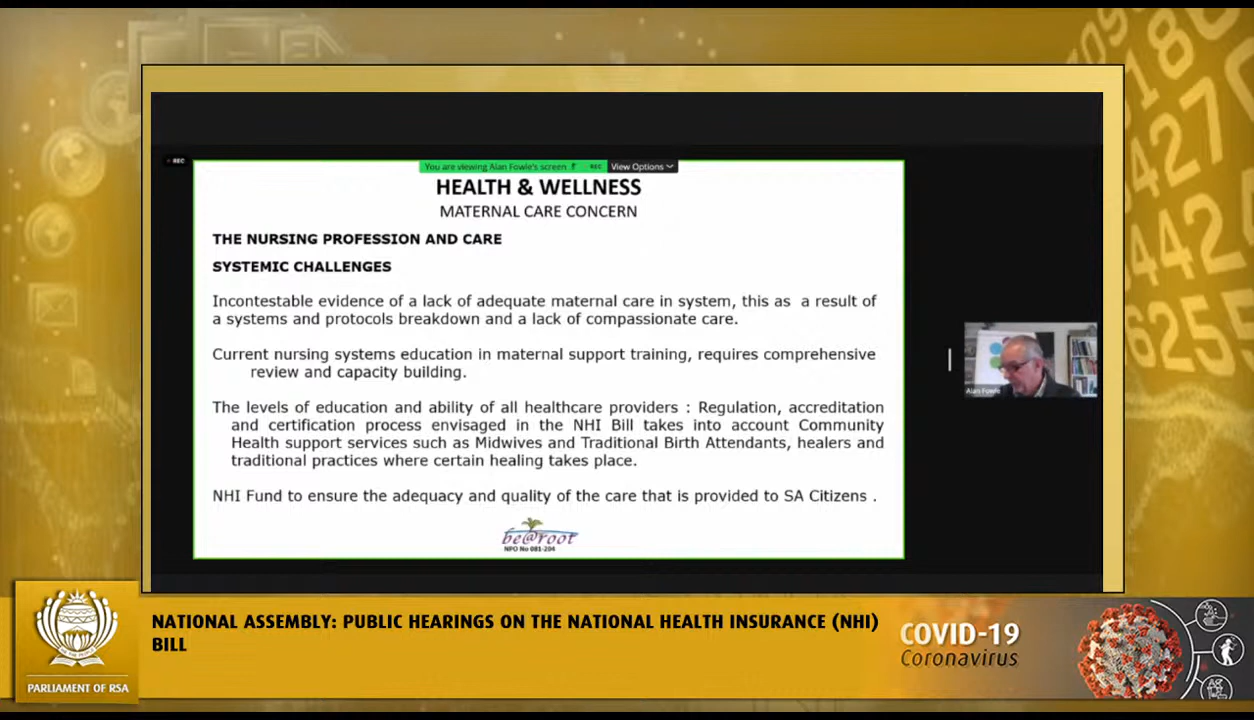 REC
You are viewing Alan Fowle's screen
REC
View Options
HEALTH & WELLNESS
MATERNAL CARE CONCERN
THE NURSING PROFESSION AND CARE
SYSTEMIC CHALLENGES
Incontestable evidence of a lack of adequate maternal care in system, this as a result of
a systems and protocols breakdown and a lack of compassionate care.
Current nursing systems education in maternal support training, requires comprehensive
review and capacity building.
The levels of education and ability of all healthcare providers : Regulation, accreditation
and certification process envisaged in the NHI Bill takes into account Community
Health support services such as Midwives and Traditional Birth Attendants, healers and
traditional practices where certain healing takes place.
NHI Fund to ensure the adequacy and quality of the care that is provided to SA Citizens .
be@root
NPO No 081-204
Alan Fowle
NATIONAL ASSEMBLY: PUBLIC HEARINGS ON THE NATIONAL HEALTH INSURANCE (NHI)
BILL
PARLIAMENT OF RSA
COVID-19
Coronavirus